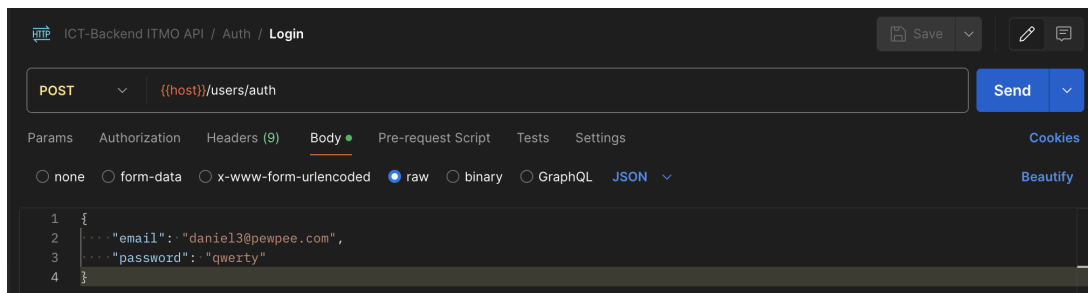 HTTP ICT-Backend ITMO API / Auth / Login Save
POST {{host}}/users/auth Send
Params Authorization Headers (9) Body Pre-request Script Tests Settings Cookies
none form-data x-www-form-urlencoded raw binary GraphQL JSON Beautify
1 {
2 ····"email":·"daniel3@pewpee.com",
3 ····"password":·"qwerty"
4 }